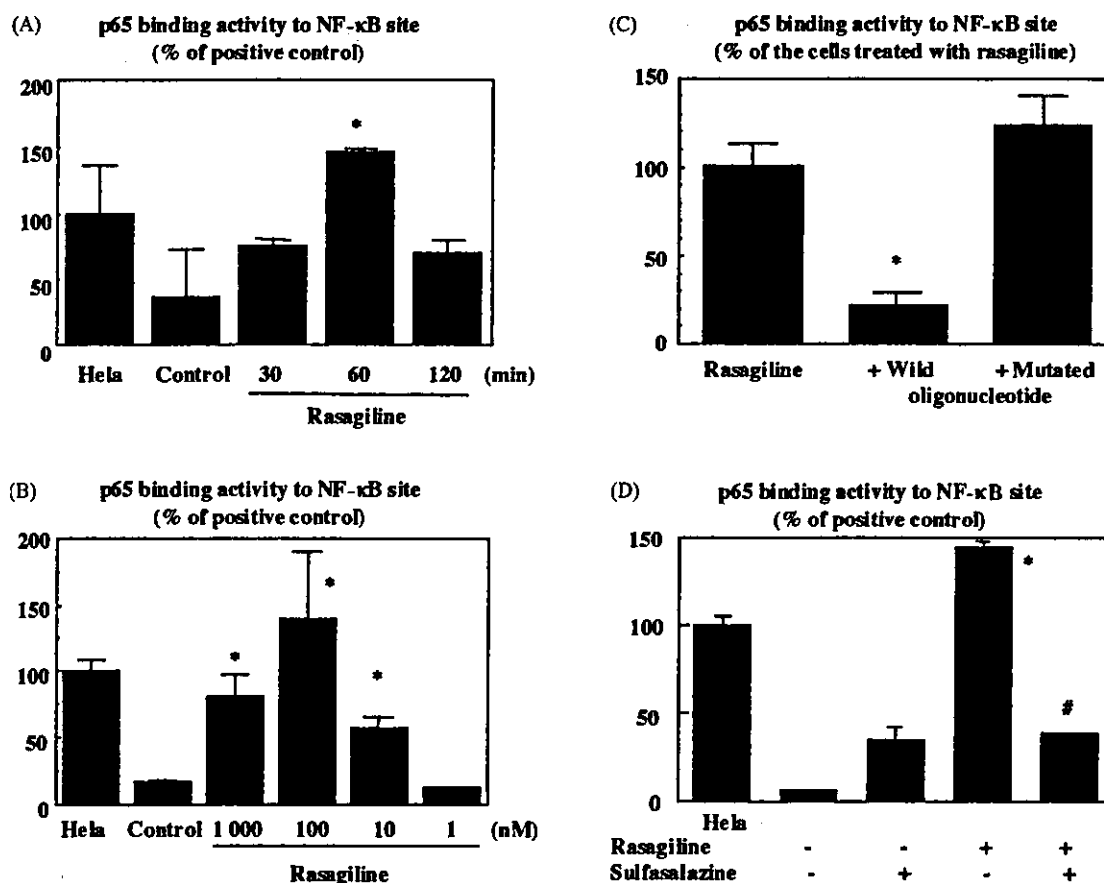 (A)
p65 binding activity to NF-κB site
(% of positive control)
200
150
100
50
0
Hela Control 30 60 120 (min)
Rasagiline
*
(C)
p65 binding activity to NF-κB site
(% of the cells treated with rasagiline)
150
100
50
0
*
Rasagiline + Wild + Mutated
oligonucleotide
(B)
p65 binding activity to NF-κB site
(% of positive control)
200
150
100
50
0
* * *
Hela Control 1 000 100 10 1 (nM)
Rasagiline
(D)
p65 binding activity to NF-κB site
(% of positive control)
150
100
50
0
*
#
Hela
Rasagiline - - + +
Sulfasalazine - + - +